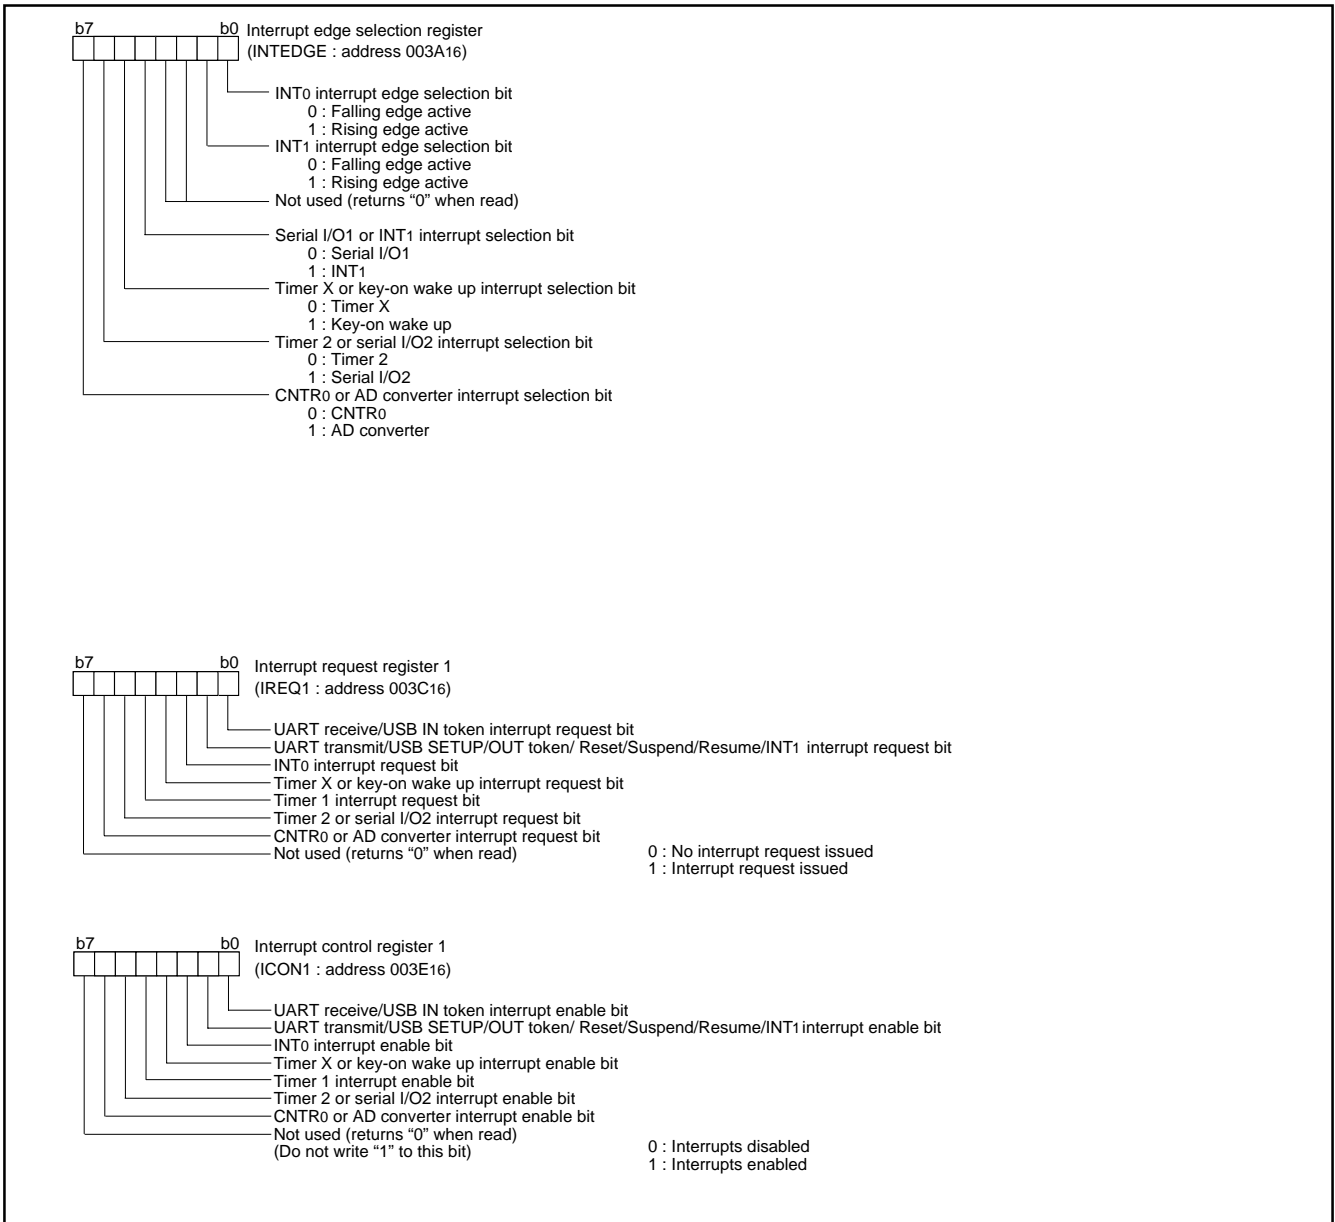 b7 b0 Interrupt edge selection register
(INTEDGE : address 003A16)
INT0 interrupt edge selection bit
0 : Falling edge active
1 : Rising edge active
INT1 interrupt edge selection bit
0 : Falling edge active
1 : Rising edge active
Not used (returns “0” when read)
Serial I/O1 or INT1 interrupt selection bit
0 : Serial I/O1
1 : INT1
Timer X or key-on wake up interrupt selection bit
0 : Timer X
1 : Key-on wake up
Timer 2 or serial I/O2 interrupt selection bit
0 : Timer 2
1 : Serial I/O2
CNTR0 or AD converter interrupt selection bit
0 : CNTR0
1 : AD converter
b7 b0 Interrupt request register 1
(IREQ1 : address 003C16)
UART receive/USB IN token interrupt request bit
UART transmit/USB SETUP/OUT token/ Reset/Suspend/Resume/INT1 interrupt request bit
INT0 interrupt request bit
Timer X or key-on wake up interrupt request bit
Timer 1 interrupt request bit
Timer 2 or serial I/O2 interrupt request bit
CNTR0 or AD converter interrupt request bit
Not used (returns “0” when read)
0 : No interrupt request issued
1 : Interrupt request issued
b7 b0 Interrupt control register 1
(ICON1 : address 003E16)
UART receive/USB IN token interrupt enable bit
UART transmit/USB SETUP/OUT token/ Reset/Suspend/Resume/INT1 interrupt enable bit
INT0 interrupt enable bit
Timer X or key-on wake up interrupt enable bit
Timer 1 interrupt enable bit
Timer 2 or serial I/O2 interrupt enable bit
CNTR0 or AD converter interrupt enable bit
Not used (returns “0” when read)
(Do not write “1” to this bit)
0 : Interrupts disabled
1 : Interrupts enabled